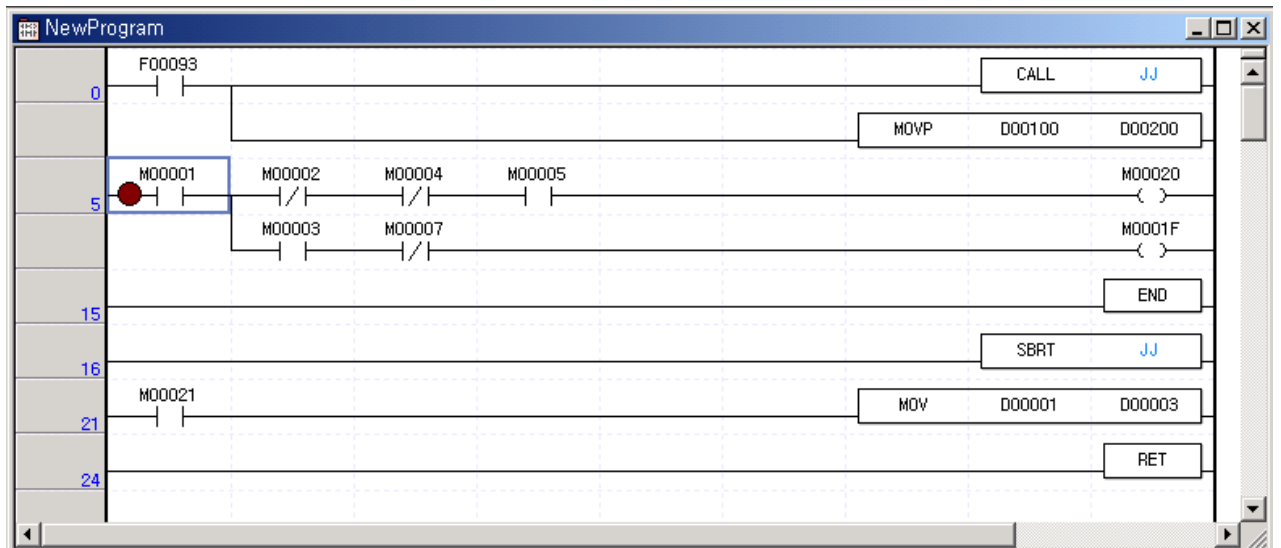 NewProgram
F00093
0
CALL JJ
MOVP D00100 D00200
M00001 M00002 M00004 M00005 M00020
5
M00003 M00007 M0001F
END
15
SBRT JJ
16
M00021
MOV D00001 D00003
21
RET
24